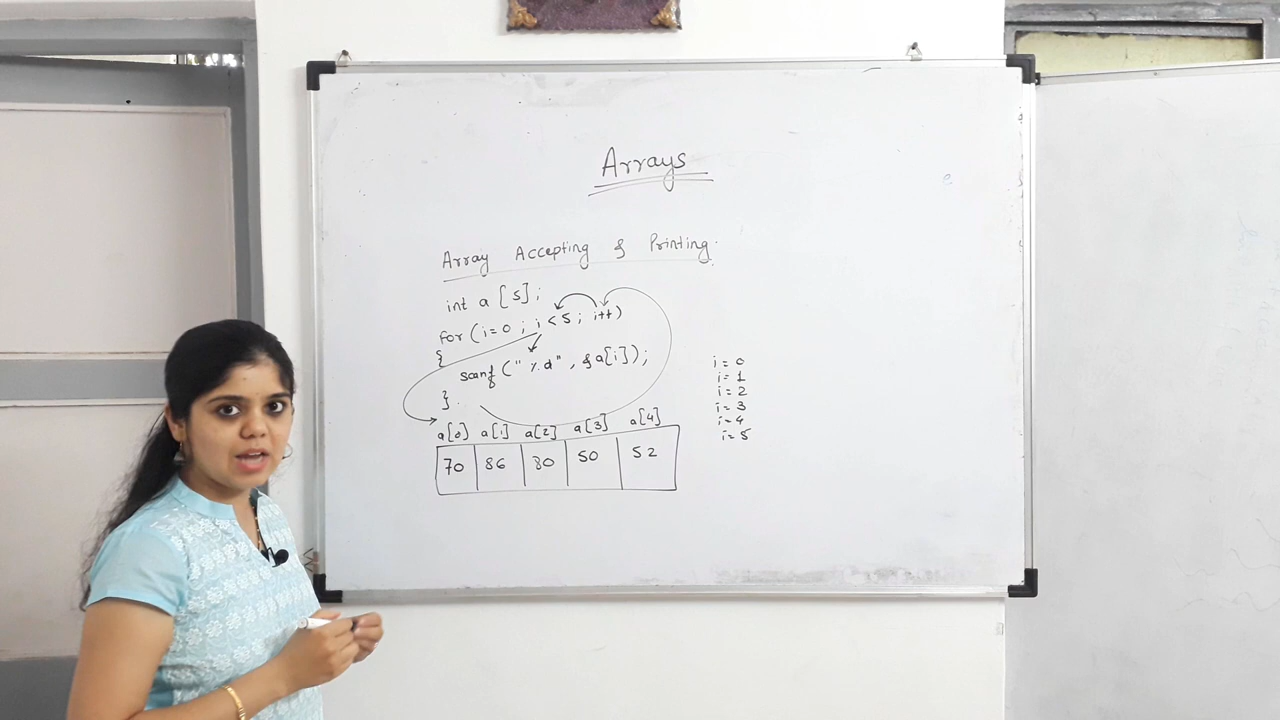 Arrays
Array Accepting & Printing.
int a[5];
for (i=0 ; i<5; i++)
{
scanf ("%d", &a[i]);
}
a[0] a[1] a[2] a[3] a[4]
70 86 30 50 52
i = 0
i = 1
i = 2
i = 3
i = 4
i = 5